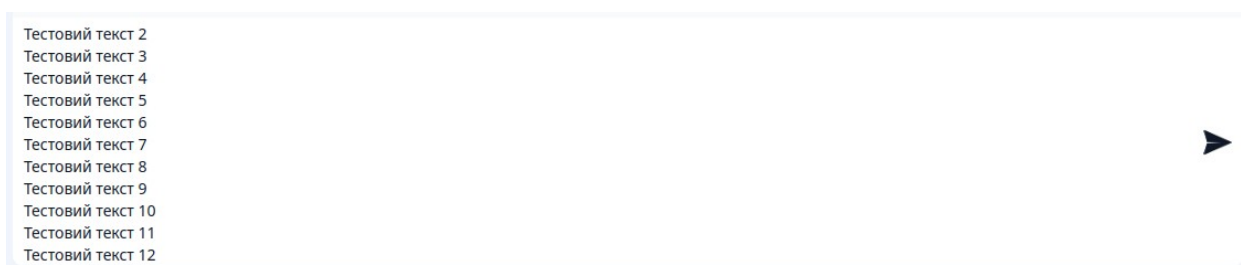 Тестовий текст 2
Тестовий текст 3
Тестовий текст 4
Тестовий текст 5
Тестовий текст 6
Тестовий текст 7
Тестовий текст 8
Тестовий текст 9
Тестовий текст 10
Тестовий текст 11
Тестовий текст 12